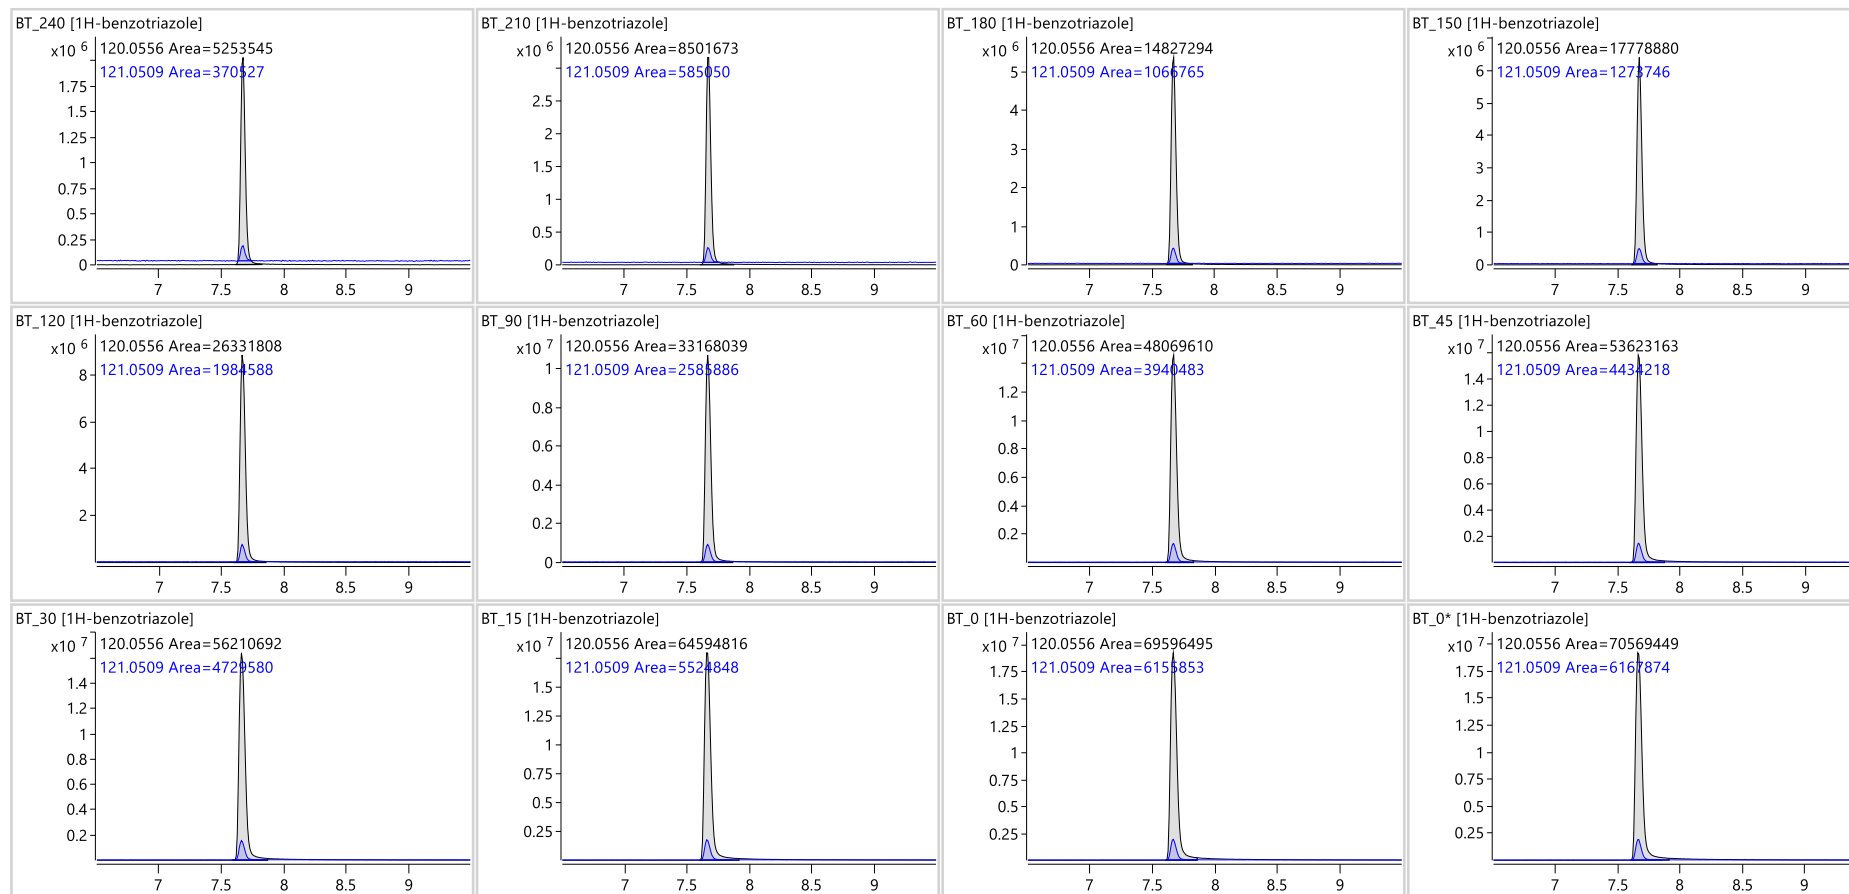 BT_240 [1H-benzotriazole]
x10 6
120.0556 Area=5253545
121.0509 Area=370527
1.75
1.5
1.25
1
0.75
0.5
0.25
0
7 7.5 8 8.5 9
BT_210 [1H-benzotriazole]
x10 6
120.0556 Area=8501673
121.0509 Area=585050
2.5
2
1.5
1
0.5
0
7 7.5 8 8.5 9
BT_180 [1H-benzotriazole]
x10 6
120.0556 Area=14827294
121.0509 Area=1066765
5
4
3
2
1
0
7 7.5 8 8.5 9
BT_150 [1H-benzotriazole]
x10 6
120.0556 Area=17778880
121.0509 Area=1273746
6
5
4
3
2
1
0
7 7.5 8 8.5 9
BT_120 [1H-benzotriazole]
x10 6
120.0556 Area=26331808
121.0509 Area=1984588
8
6
4
2
7 7.5 8 8.5 9
BT_90 [1H-benzotriazole]
x10 7
120.0556 Area=33168039
121.0509 Area=2585886
1
0.8
0.6
0.4
0.2
0
7 7.5 8 8.5 9
BT_60 [1H-benzotriazole]
x10 7
120.0556 Area=48069610
121.0509 Area=3940483
1.2
1
0.8
0.6
0.4
0.2
7 7.5 8 8.5 9
BT_45 [1H-benzotriazole]
x10 7
120.0556 Area=53623163
121.0509 Area=4434218
1.4
1.2
1
0.8
0.6
0.4
0.2
7 7.5 8 8.5 9
BT_30 [1H-benzotriazole]
x10 7
120.0556 Area=56210692
121.0509 Area=4729580
1.4
1.2
1
0.8
0.6
0.4
0.2
7 7.5 8 8.5 9
BT_15 [1H-benzotriazole]
x10 7
120.0556 Area=64594816
121.0509 Area=5524848
1.5
1.25
1
0.75
0.5
0.25
7 7.5 8 8.5 9
BT_0 [1H-benzotriazole]
x10 7
120.0556 Area=69596495
121.0509 Area=6155853
1.75
1.5
1.25
1
0.75
0.5
0.25
7 7.5 8 8.5 9
BT_0* [1H-benzotriazole]
x10 7
120.0556 Area=70569449
121.0509 Area=6167874
1.75
1.5
1.25
1
0.75
0.5
0.25
7 7.5 8 8.5 9